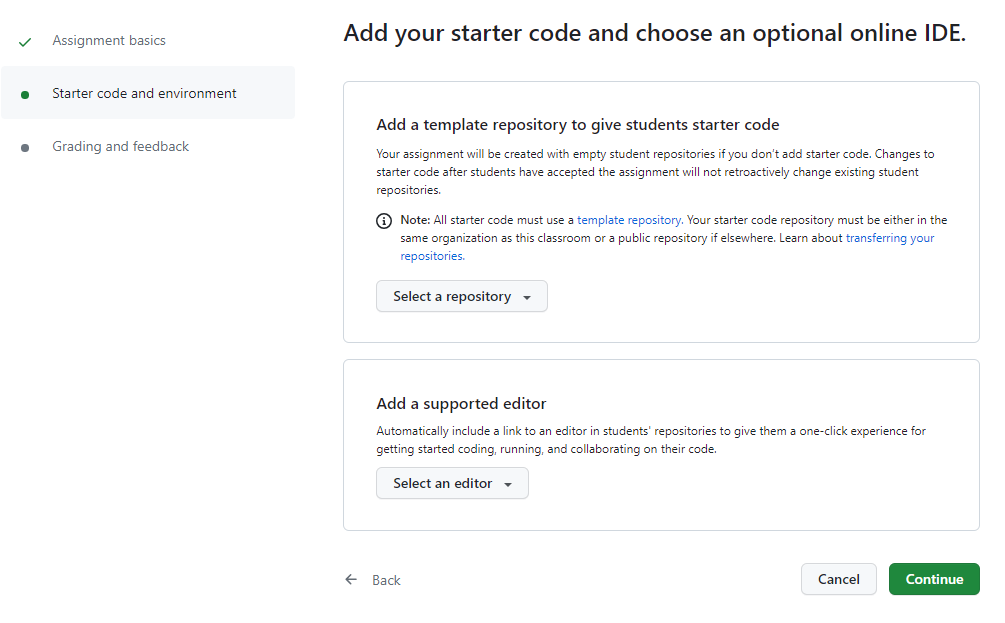 Assignment basics
Starter code and environment
Grading and feedback
Add your starter code and choose an optional online IDE.
Add a template repository to give students starter code
Your assignment will be created with empty student repositories if you don’t add starter code. Changes to
starter code after students have accepted the assignment will not retroactively change existing student
repositories.
Note: All starter code must use a template repository. Your starter code repository must be either in the
same organization as this classroom or a public repository if elsewhere. Learn about transferring your
repositories.
Select a repository
Add a supported editor
Automatically include a link to an editor in students' repositories to give them a one-click experience for
getting started coding, running, and collaborating on their code.
Select an editor
Back
Cancel
Continue